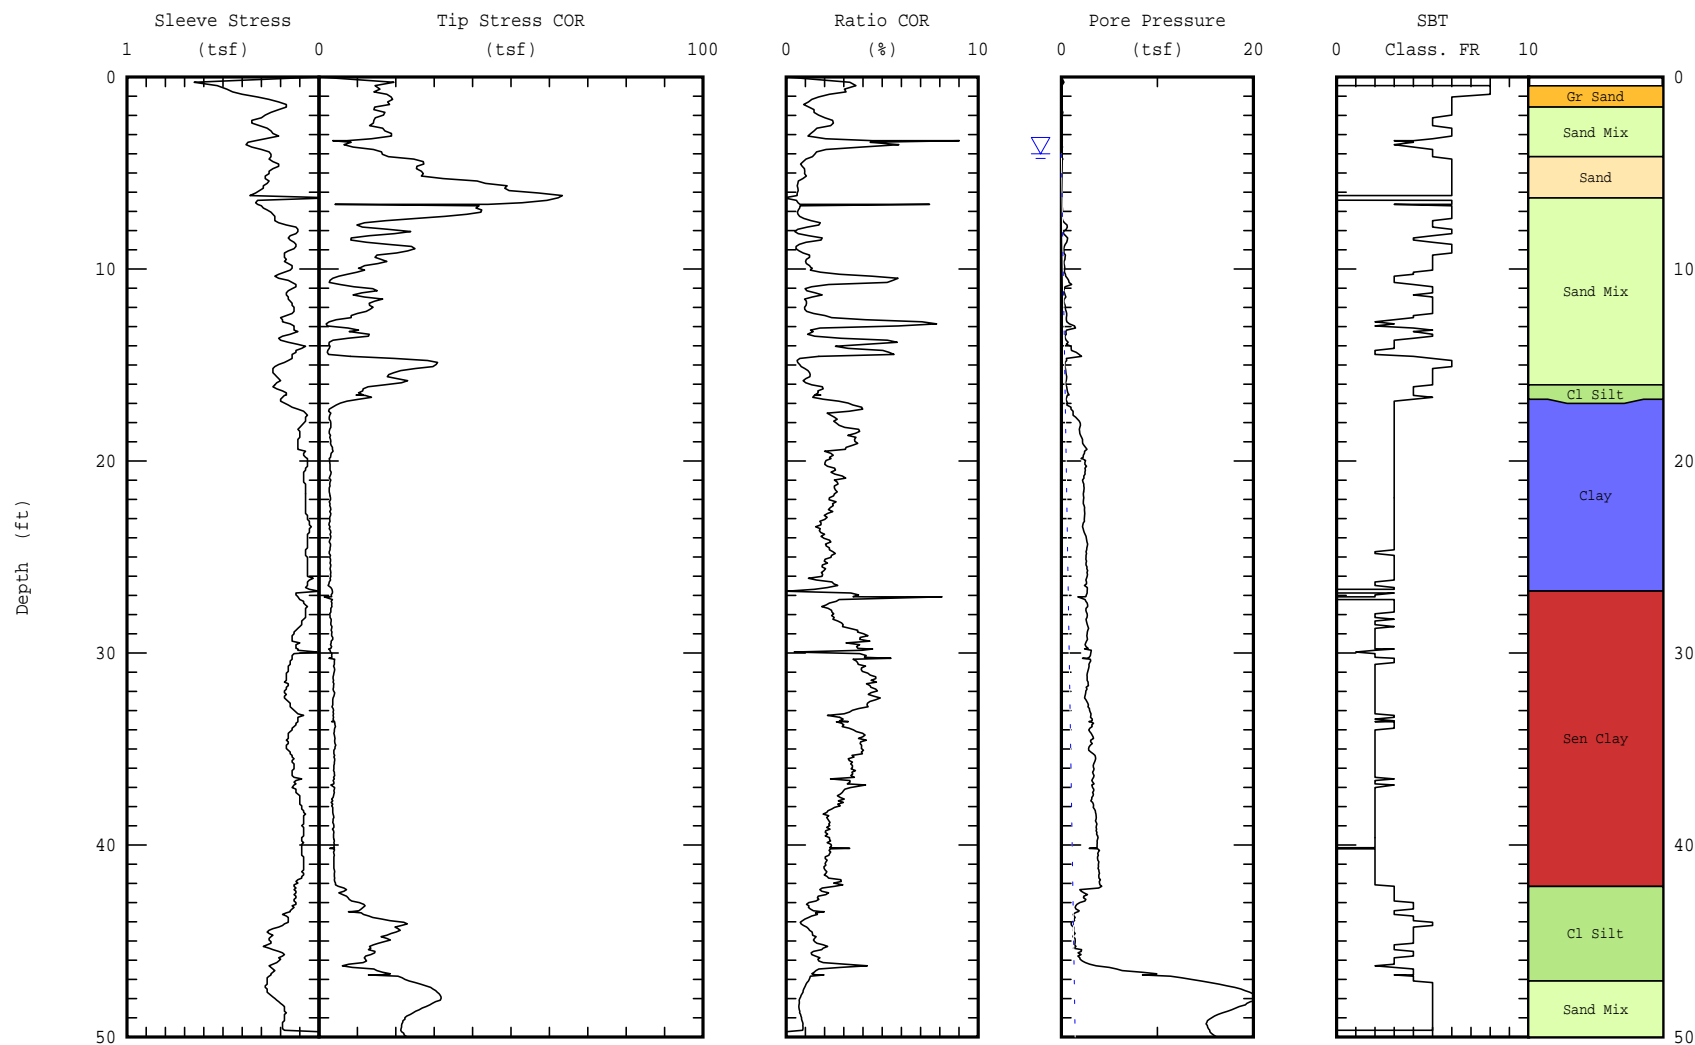 Sleeve Stress Tip Stress COR Ratio COR Pore Pressure SBT
1 (tsf) 0 (tsf) 100 0 (%) 10 0 (tsf) 20 0 Class. FR 10
0 0
Gr Sand
Sand Mix
Sand
10 10
Sand Mix
Cl Silt
20 20
Clay
Depth (ft)
30 30
Sen Clay
40 40
Cl Silt
Sand Mix
50 50